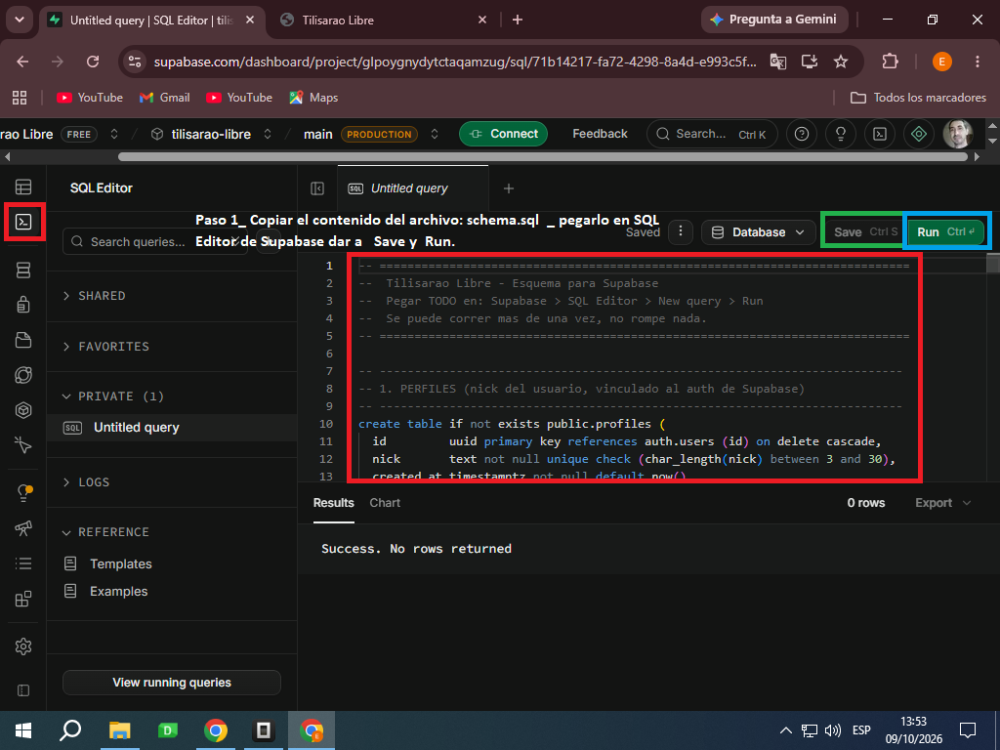 Untitled query | SQL Editor | tilis
Tilisarao Libre
Pregunta a Gemini
supabase.com/dashboard/project/glpoygnydytctaqamzug/sql/71b14217-fa72-4298-8a4d-e993c5f...
E
YouTube
Gmail
YouTube
Maps
Todos los marcadores
rao Libre
FREE
tilisarao-libre
main
PRODUCTION
Connect
Feedback
Search...
Ctrl K
SQL Editor
SQL Untitled query
Paso 1_ Copiar el contenido del archivo: schema.sql _ pegarlo en SQL
Editor de Supabase dar a Save y Run.
Search queries...
Saved
Database
Save Ctrl S
Run Ctrl ↵
SHARED
FAVORITES
PRIVATE (1)
SQL Untitled query
LOGS
REFERENCE
Templates
Examples
View running queries
1 -- ======================================================================
2 -- Tilisarao Libre - Esquema para Supabase
3 -- Pegar TODO en: Supabase > SQL Editor > New query > Run
4 -- Se puede correr mas de una vez, no rompe nada.
5 -- ======================================================================
6
7 -- ---------------------------------------------------------------------
8 -- 1. PERFILES (nick del usuario, vinculado al auth de Supabase)
9 -- ---------------------------------------------------------------------
10 create table if not exists public.profiles (
11 id uuid primary key references auth.users (id) on delete cascade,
12 nick text not null unique check (char_length(nick) between 3 and 30),
13 created_at timestamptz not null default now()
Results
Chart
0 rows
Export
Success. No rows returned
D
E
ESP
13:53
09/10/2026